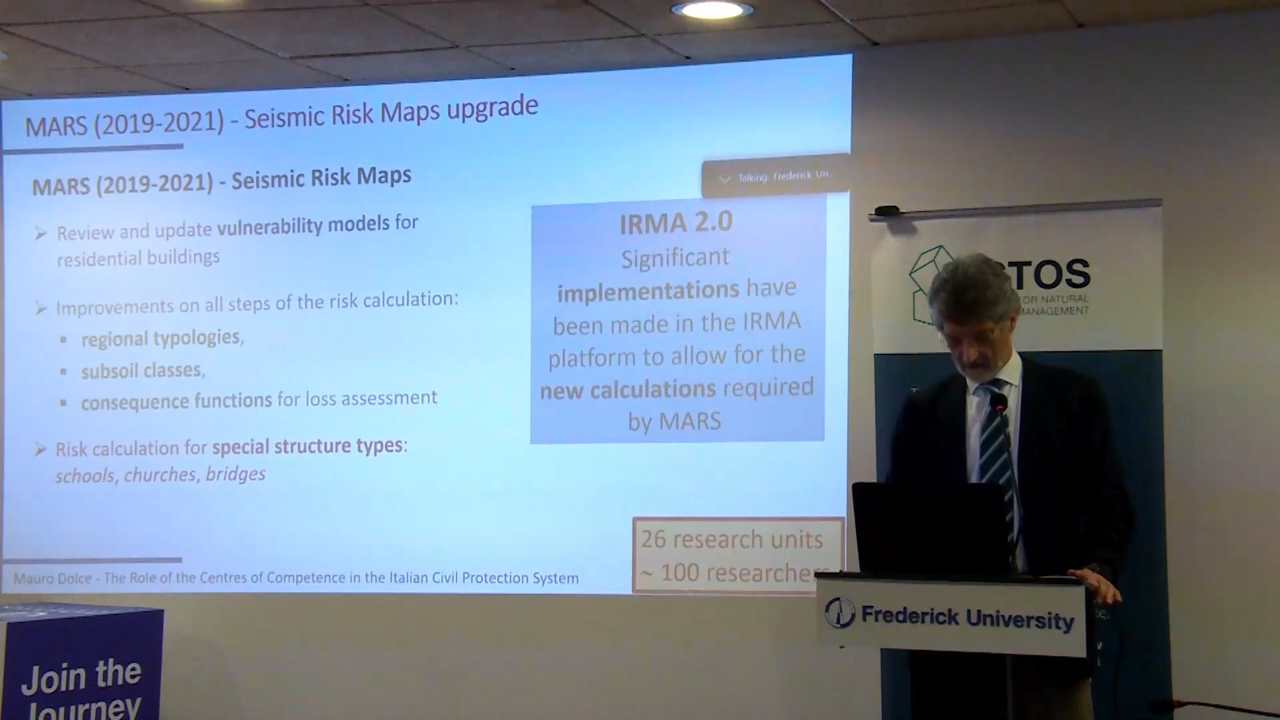 MARS (2019-2021) - Seismic Risk Maps upgrade
MARS (2019-2021) - Seismic Risk Maps
Review and update vulnerability models for
residential buildings
Improvements on all steps of the risk calculation:
regional typologies,
subsoil classes,
consequence functions for loss assessment
Risk calculation for special structure types:
schools, churches, bridges
Talking: Frederick Un...
IRMA 2.0
Significant
implementations have
been made in the IRMA
platform to allow for the
new calculations required
by MARS
26 research units
~ 100 researchers
Mauro Dolce - The Role of the Centres of Competence in the Italian Civil Protection System
TOS
OR NATURAL
MANAGEMENT
Frederick University
Join the
Journey